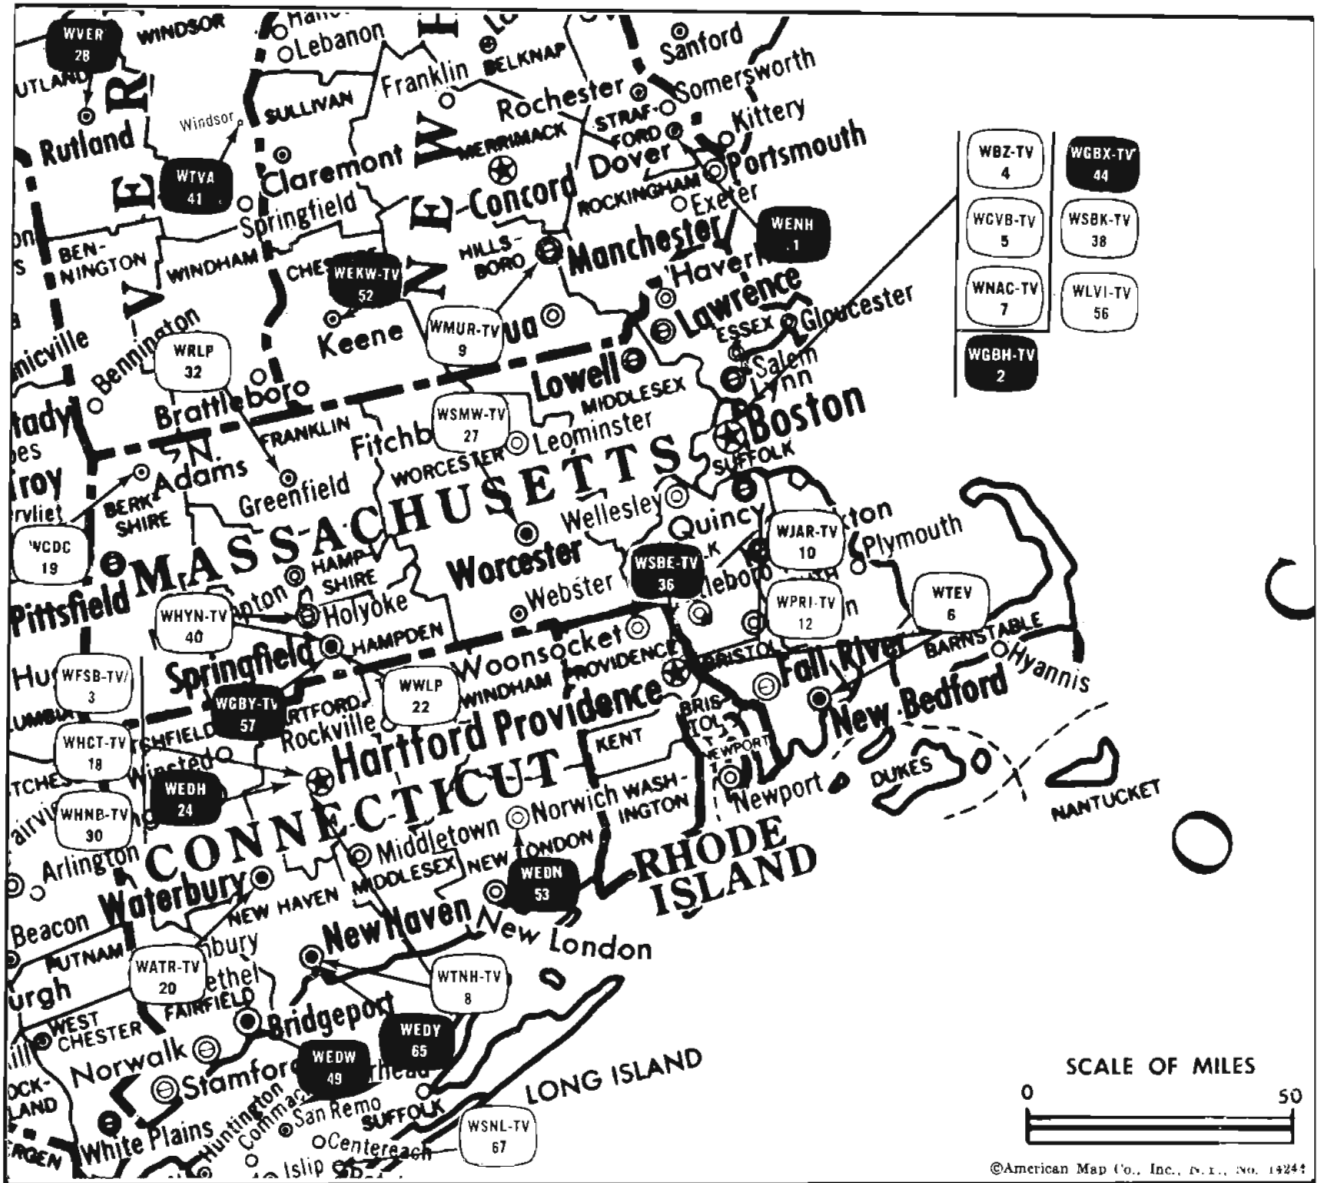 WVER
28
WINDSOR
Lebanon
Franklin
BELKNAP
Sanford
Rochester
Somersworth
STRAF-
FORD
Kittery
SULLIVAN
Windsor
Rutland
MERRIMACK
Dover
Portsmouth
Claremont
Concord
ROCKINGHAM
Exeter
WTVA
41
Springfield
WENH
11
WBZ-TV
4
WGBX-TV
44
WCVB-TV
5
WSBK-TV
38
WNAC-TV
7
WLVI-TV
56
WGBH-TV
2
BEN-
NINGTON
WINDHAM
WEKW-TV
52
HILLS-
BORO
Manchester
Keene
WMUR-TV
9
Lawrence
ESSEX
Gloucester
Bennington
WRLP
32
Brattleboro
Lowell
MIDDLESEX
Salem
Lynn
Boston
SUFFOLK
FRANKLIN
WSMW-TV
27
Leominster
WORCESTER
N.
Adams
BERK-
SHIRE
Greenfield
MASSACHUSETTS
Wellesley
Quincy
Plymouth
WCDC
19
Pittsfield
HAMP-
SHIRE
Worcester
Webster
WSBE-TV
36
WJAR-TV
10
WPRI-TV
12
WTEV
6
WHYN-TV
40
Holyoke
Springfield
HAMPDEN
Woonsocket
PROVIDENCE
BRISTOL
Fall River
BARNSTABLE
Hyannis
WFSB-TV/
3
WGBY-TV
57
WWLP
22
Rockville
WINDHAM
Providence
BRIS-
TOL
New Bedford
WHCT-TV
18
Winsted
Hartford
KENT
NEWPORT
Newport
DUKES
NANTUCKET
WEDH
24
WHNB-TV
30
CONNECTICUT
Norwich
WASH-
INGTON
Middletown
MIDDLESEX
NEW LONDON
RHODE
ISLAND
Arlington
Waterbury
NEW HAVEN
WEDN
53
Beacon
PUTNAM
New Haven
New London
WATR-TV
20
FAIRFIELD
WTNH-TV
8
WEST
CHESTER
Bridgeport
WEDY
65
Norwalk
Stamford
WEDW
49
LONG ISLAND
White Plains
Huntington
San Remo
SUFFOLK
Centereach
Islip
WSNL-TV
67
SCALE OF MILES
0 50
©American Map Co., Inc., N.Y., No. 14244